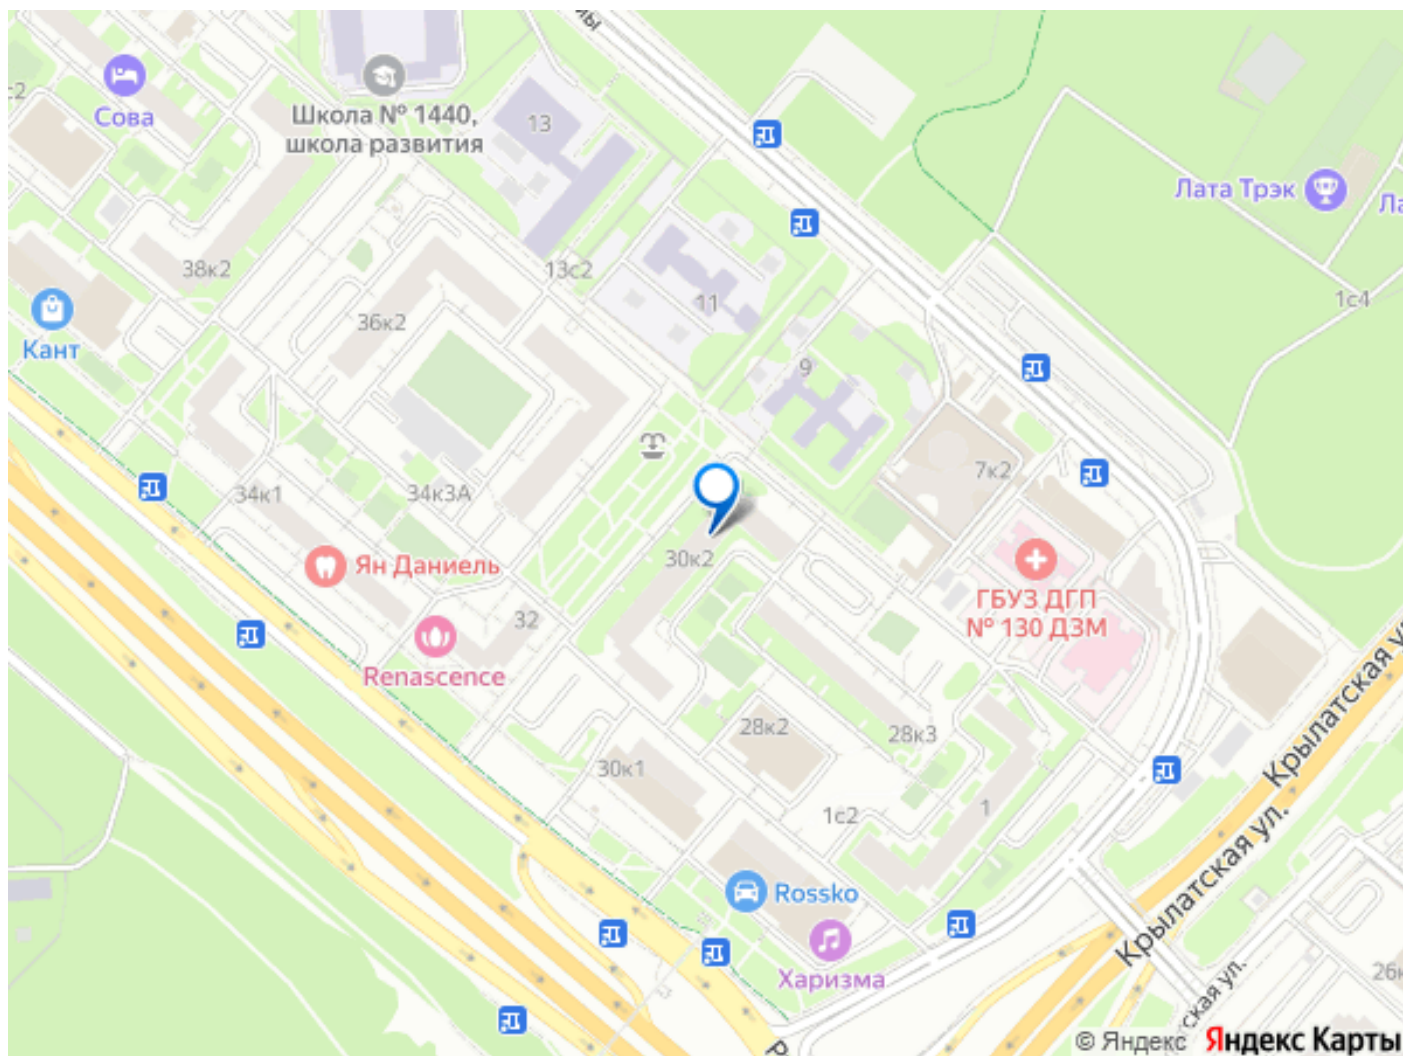 Сова
Школа № 1440,
школа развития
13
Лата Трэк
38к2
13с2
11
1с4
36к2
Кант
9
7к2
34к1
34к3А
30к2
Ян Даниель
ГБУЗ ДГП
№ 130 ДЗМ
32
Renascence
28к2
28к3
30к1
1
1с2
Крылатская ул.
Крылатская ул.
Rossko
Харизма
© Яндекс Яндекс Карты